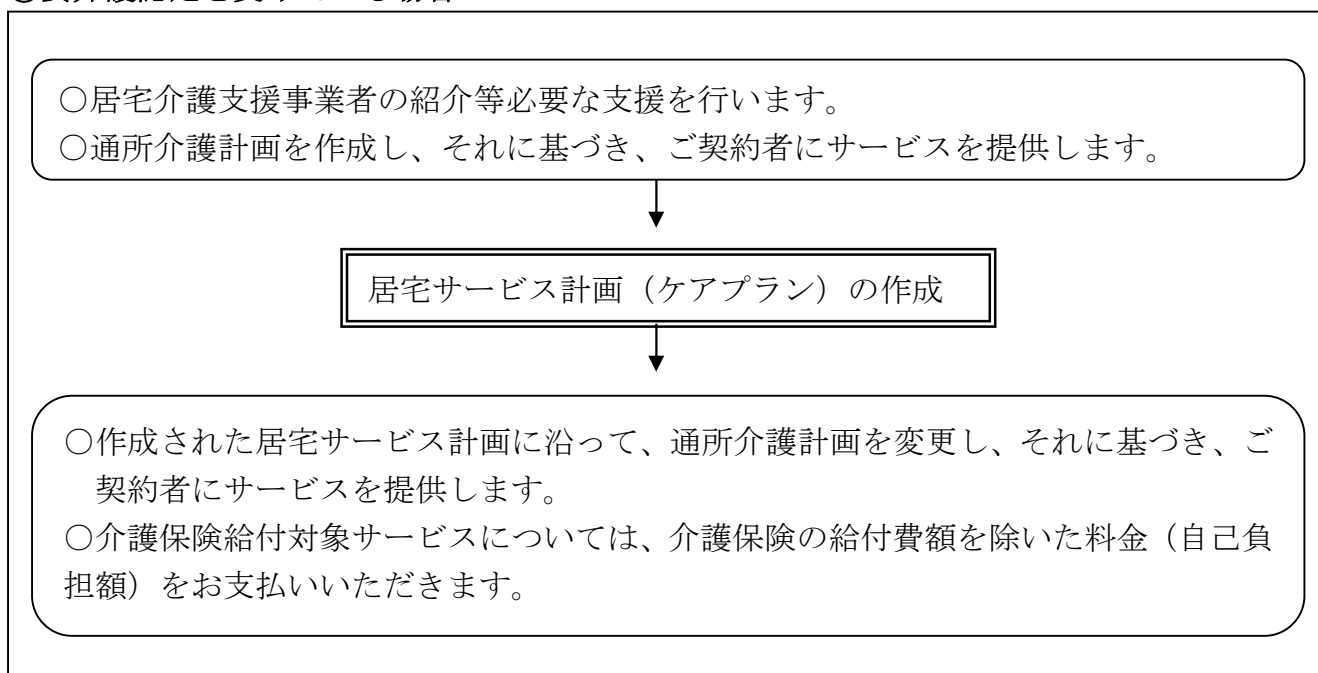 ○居宅介護支援事業者の紹介等必要な支援を行います。
○通所介護計画を作成し、それに基づき、ご契約者にサービスを提供します。
居宅サービス計画（ケアプラン）の作成
○作成された居宅サービス計画に沿って、通所介護計画を変更し、それに基づき、ご
契約者にサービスを提供します。
○介護保険給付対象サービスについては、介護保険の給付費額を除いた料金（自己負
担額）をお支払いいただきます。